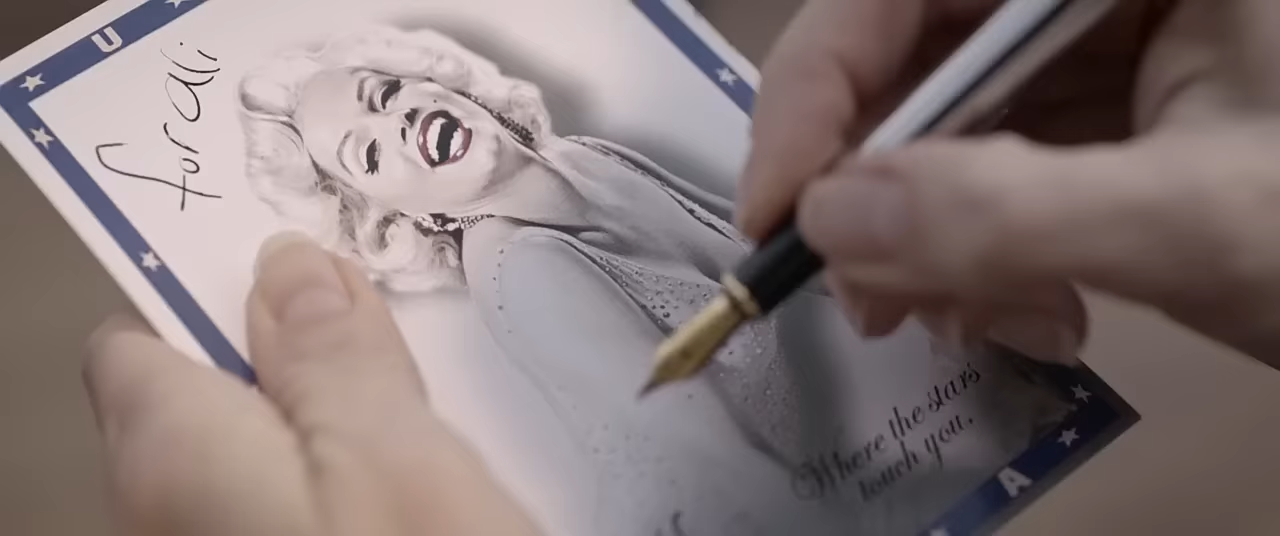 U
for ali
Where the stars
touch you.
A